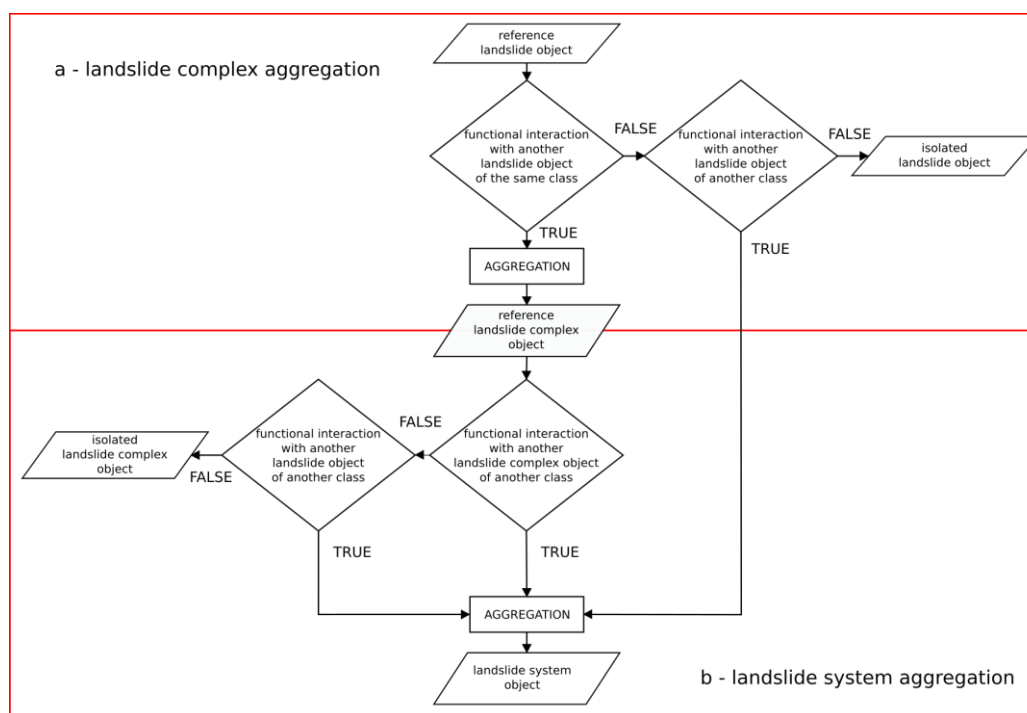 reference
landslide object
a - landslide complex aggregation
functional interaction
with another
landslide object
of the same class
FALSE
functional interaction
with another
landslide object
of another class
FALSE
isolated
landslide object
TRUE
TRUE
AGGREGATION
reference
landslide complex
object
functional interaction
with another
landslide complex object
of another class
FALSE
functional interaction
with another
landslide object
of another class
FALSE
isolated
landslide complex
object
TRUE
TRUE
AGGREGATION
landslide system
object
b - landslide system aggregation